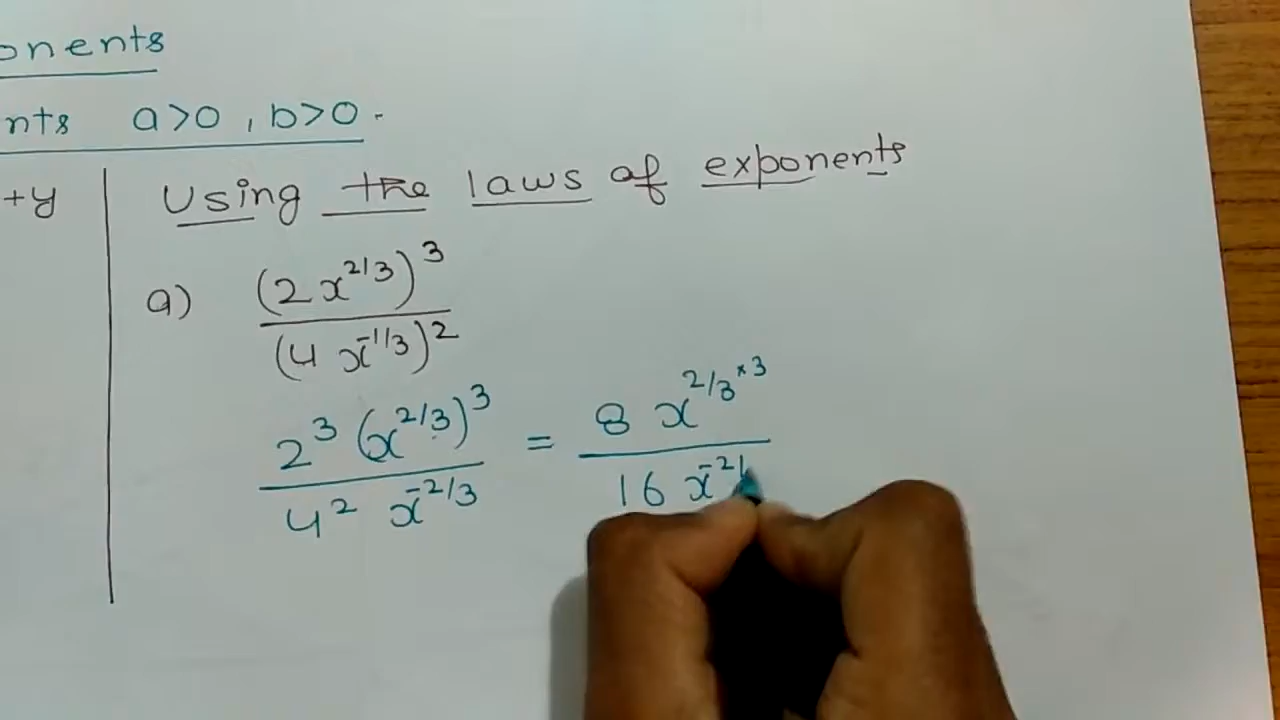 onents
nts a>0, b>0.
+y
Using the laws of exponents
a) (2x^{2/3})^3 / (4x^{-1/3})^2
2^3 (x^{2/3})^3 / 4^2 x^{-2/3} = 8 x^{2/3×3} / 16 x^{-2/